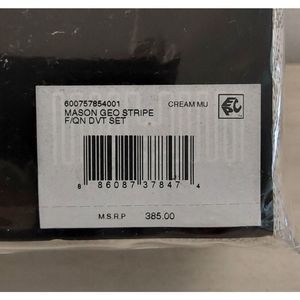 600757854001 CREAM MU
MASON GEO STRIPE
F/QN DVT SET
8 86087 37847 4
M.S.R.P 385.00